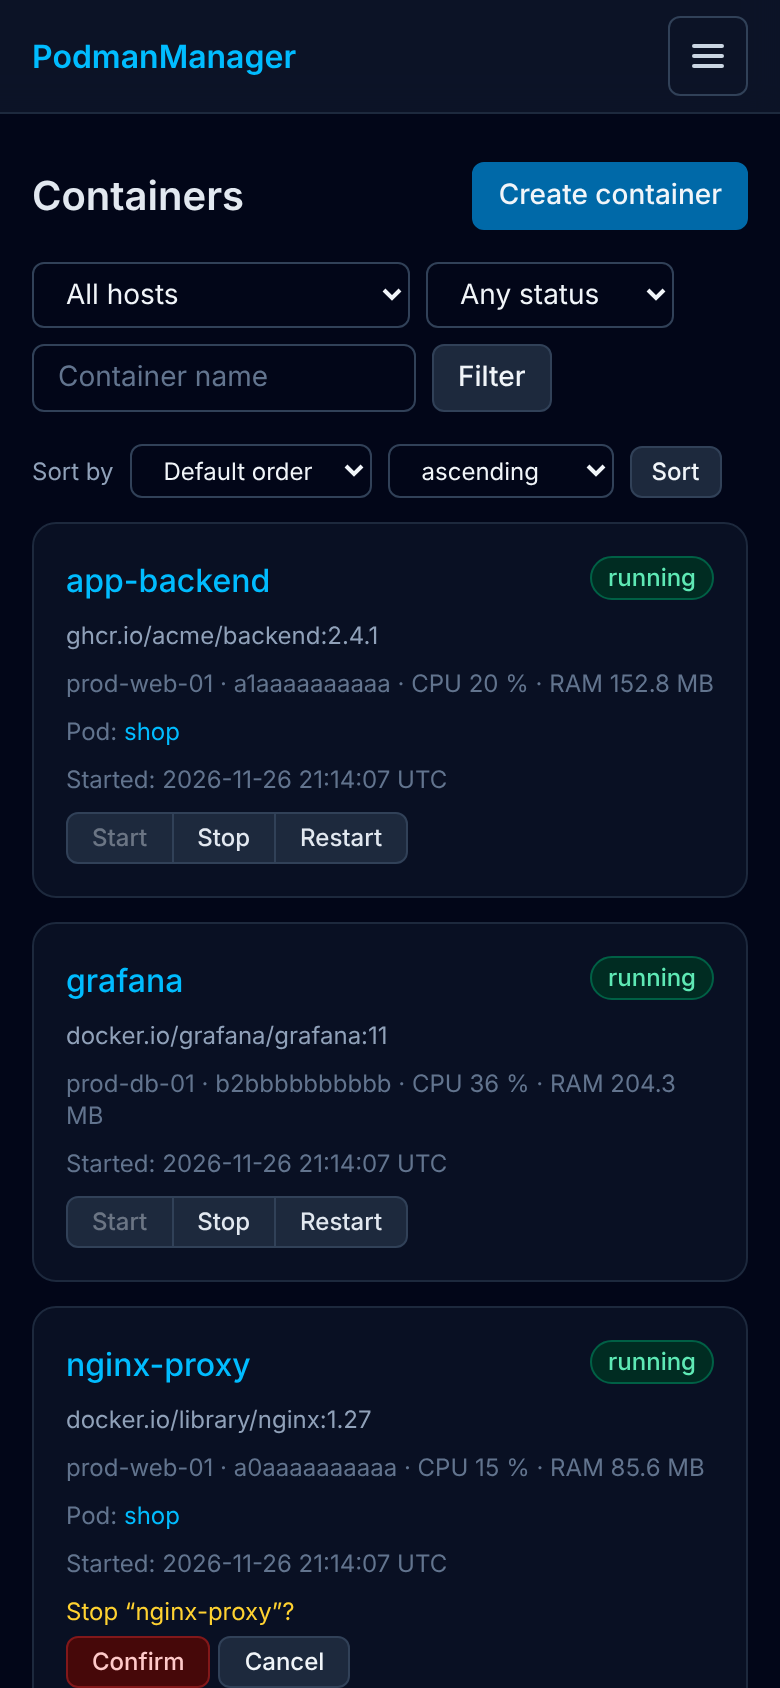 PodmanManager
Containers
Create container
All hosts
Any status
Container name
Filter
Sort by
Default order
ascending
Sort
app-backend
running
ghcr.io/acme/backend:2.4.1
prod-web-01 · a1aaaaaaaaaa · CPU 20 % · RAM 152.8 MB
Pod: shop
Started: 2026-11-26 21:14:07 UTC
Start
Stop
Restart
grafana
running
docker.io/grafana/grafana:11
prod-db-01 · b2bbbbbbbbbb · CPU 36 % · RAM 204.3
MB
Started: 2026-11-26 21:14:07 UTC
Start
Stop
Restart
nginx-proxy
running
docker.io/library/nginx:1.27
prod-web-01 · a0aaaaaaaaaa · CPU 15 % · RAM 85.6 MB
Pod: shop
Started: 2026-11-26 21:14:07 UTC
Stop “nginx-proxy”?
Confirm
Cancel